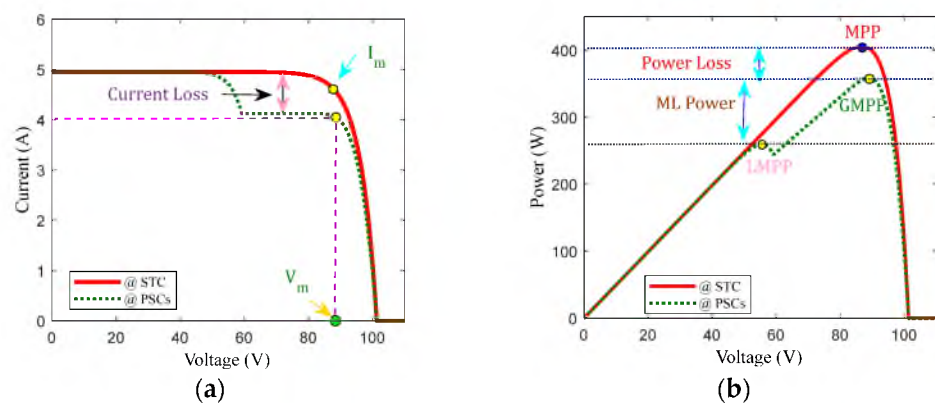 6
5
4
3
2
1
0
Current (A)
I_m
Current Loss
V_m
@ STC
@ PSCs
0 20 40 60 80 100
Voltage (V)
(a)
400
300
200
100
0
Power (W)
MPP
Power Loss
ML Power
GMPP
LMPP
@ STC
@ PSCs
0 20 40 60 80 100
Voltage (V)
(b)